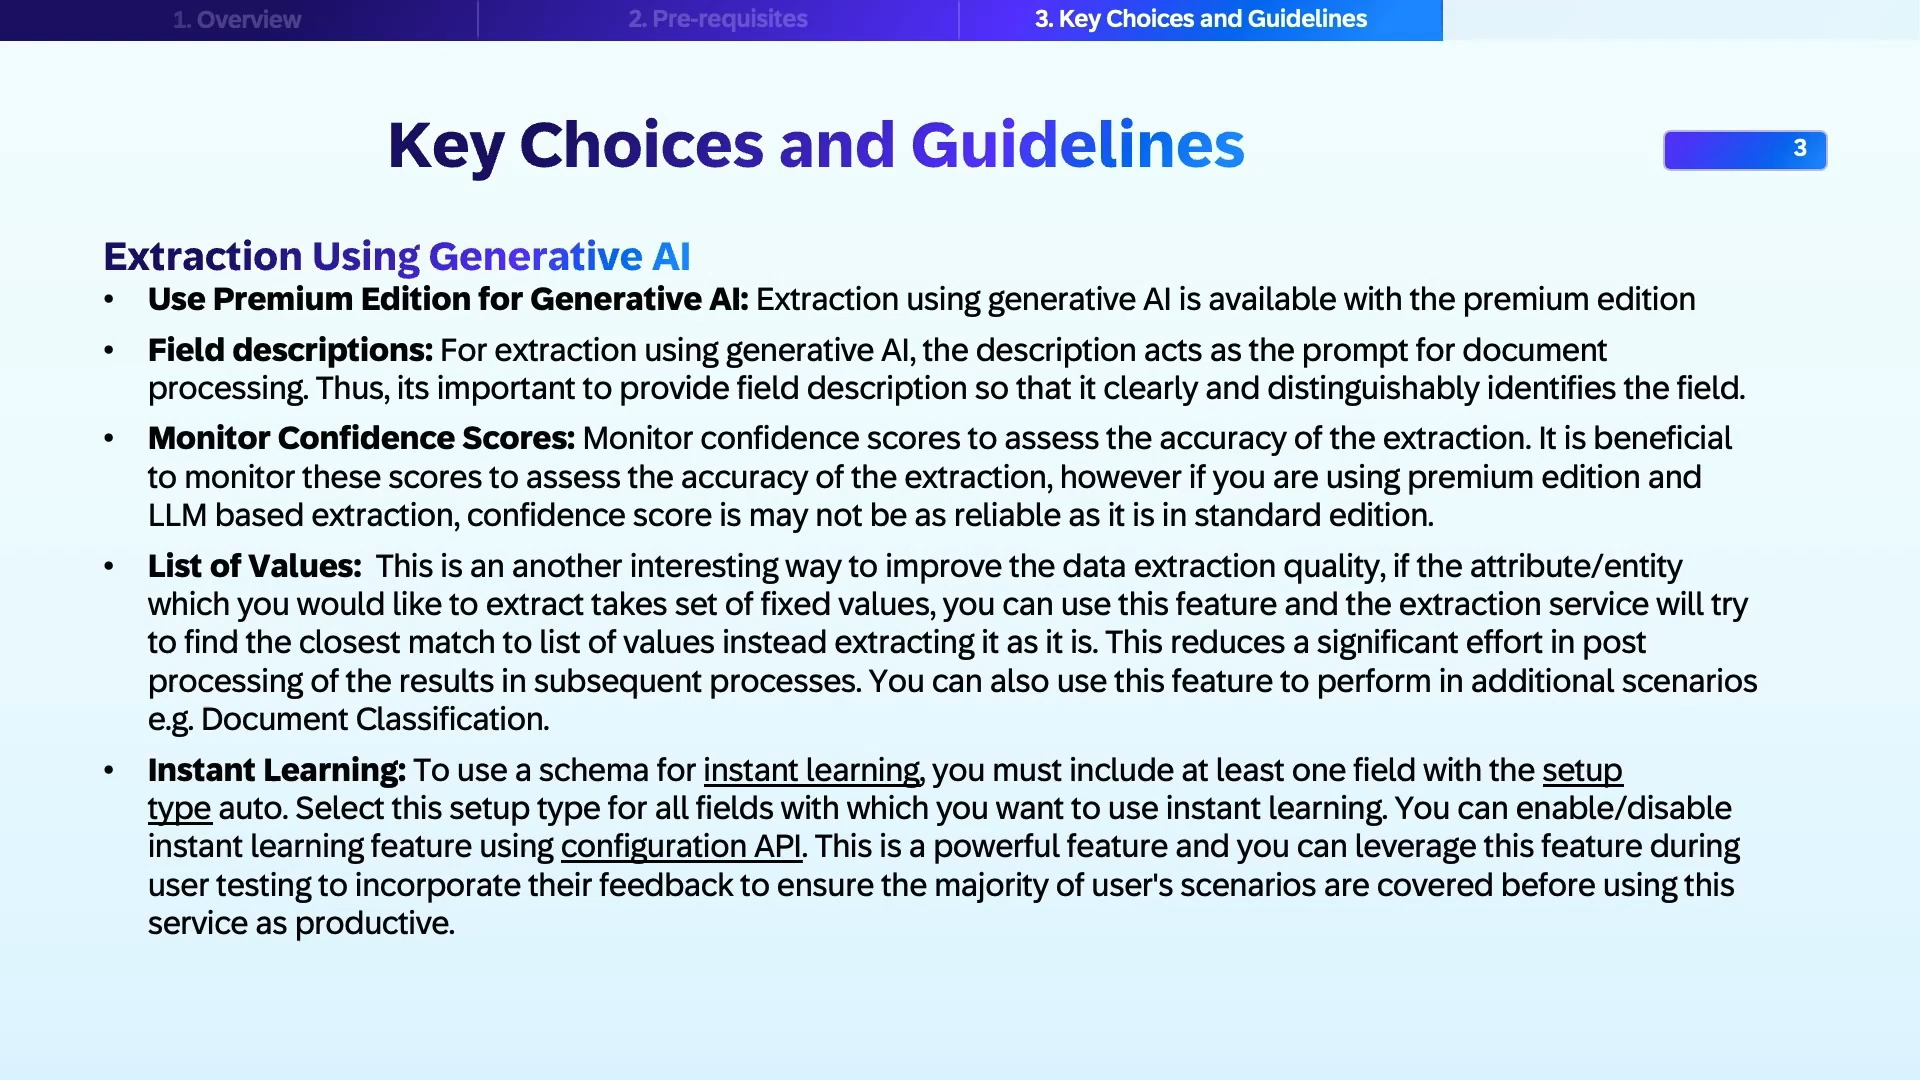 1. Overview
2. Pre-requisites
3. Key Choices and Guidelines
Key Choices and Guidelines
3
Extraction Using Generative AI
• Use Premium Edition for Generative AI: Extraction using generative AI is available with the premium edition
• Field descriptions: For extraction using generative AI, the description acts as the prompt for document
processing. Thus, its important to provide field description so that it clearly and distinguishably identifies the field.
• Monitor Confidence Scores: Monitor confidence scores to assess the accuracy of the extraction. It is beneficial
to monitor these scores to assess the accuracy of the extraction, however if you are using premium edition and
LLM based extraction, confidence score is may not be as reliable as it is in standard edition.
• List of Values:  This is an another interesting way to improve the data extraction quality, if the attribute/entity
which you would like to extract takes set of fixed values, you can use this feature and the extraction service will try
to find the closest match to list of values instead extracting it as it is. This reduces a significant effort in post
processing of the results in subsequent processes. You can also use this feature to perform in additional scenarios
e.g. Document Classification.
• Instant Learning: To use a schema for instant learning, you must include at least one field with the setup
type auto. Select this setup type for all fields with which you want to use instant learning. You can enable/disable
instant learning feature using configuration API. This is a powerful feature and you can leverage this feature during
user testing to incorporate their feedback to ensure the majority of user's scenarios are covered before using this
service as productive.